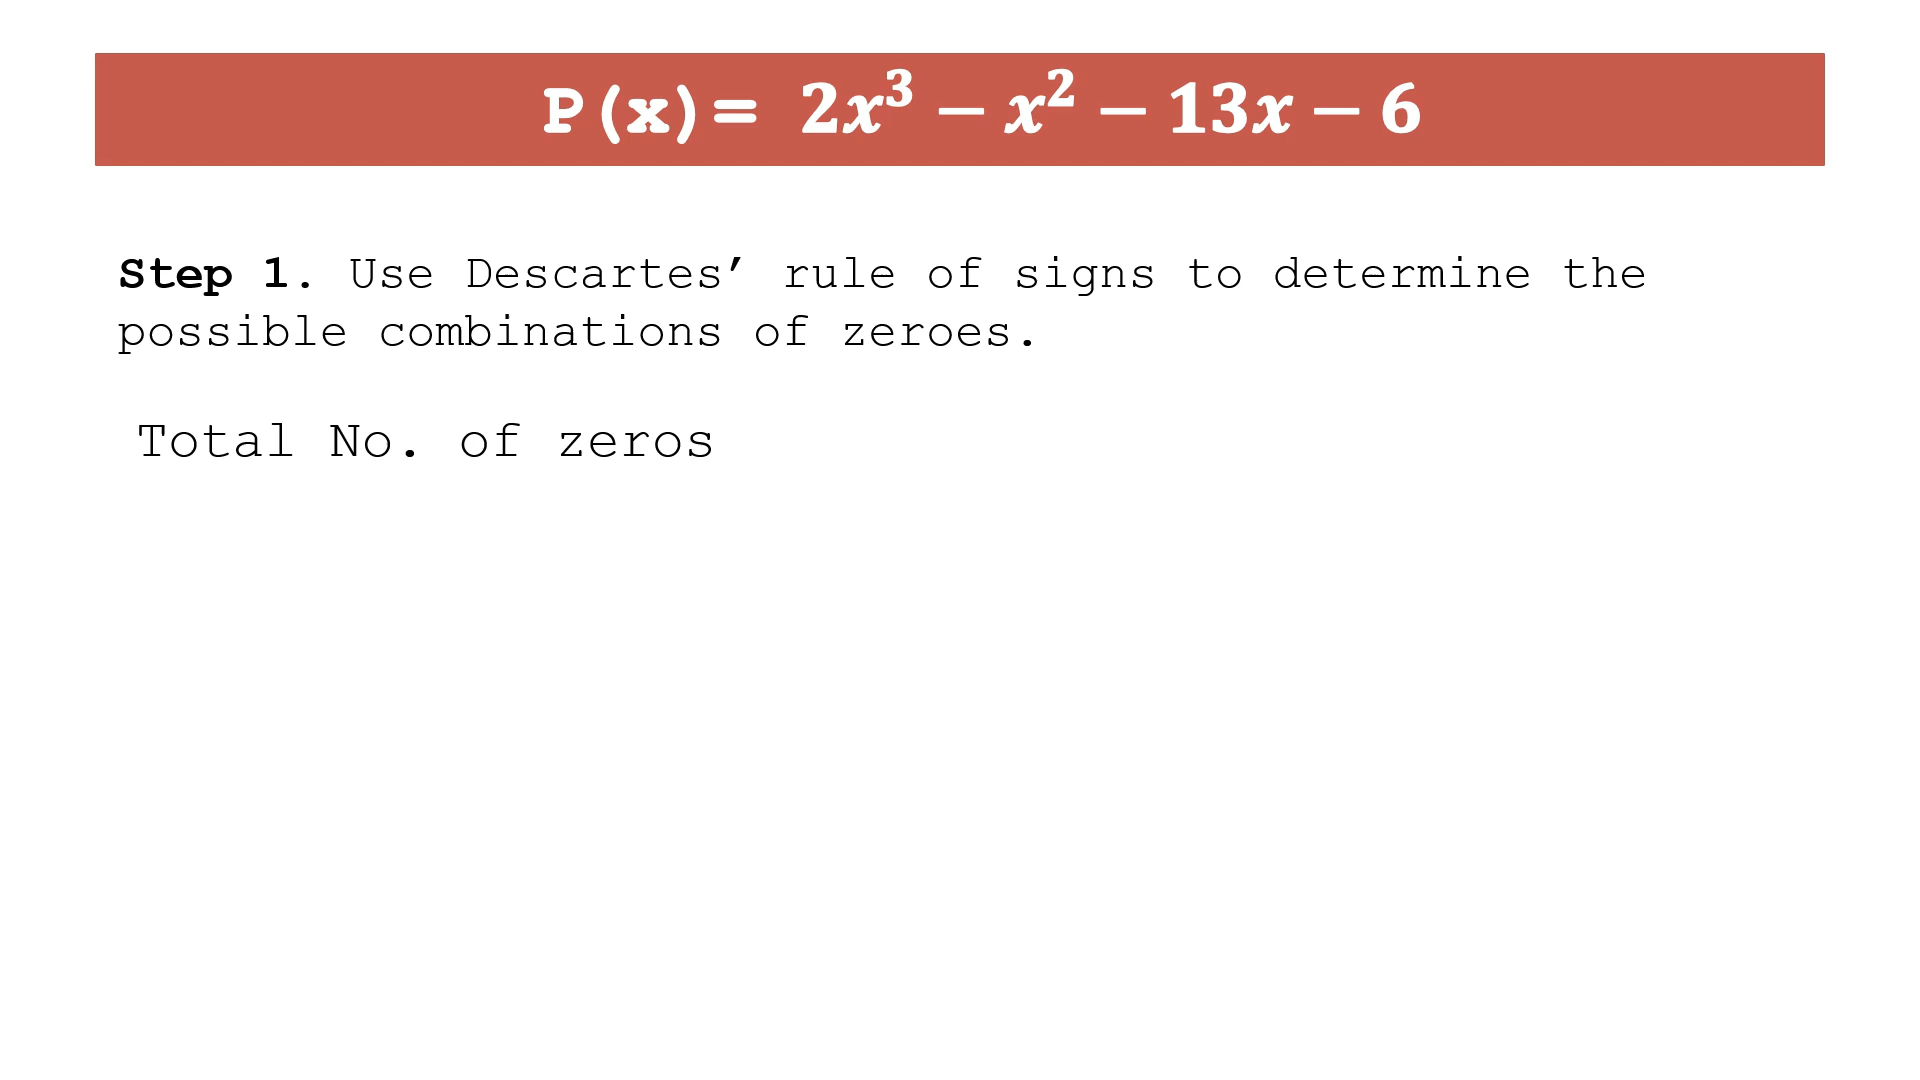 P(x)= 2x³ − x² − 13x − 6
Step 1. Use Descartes’ rule of signs to determine the
possible combinations of zeroes.
Total No. of zeros